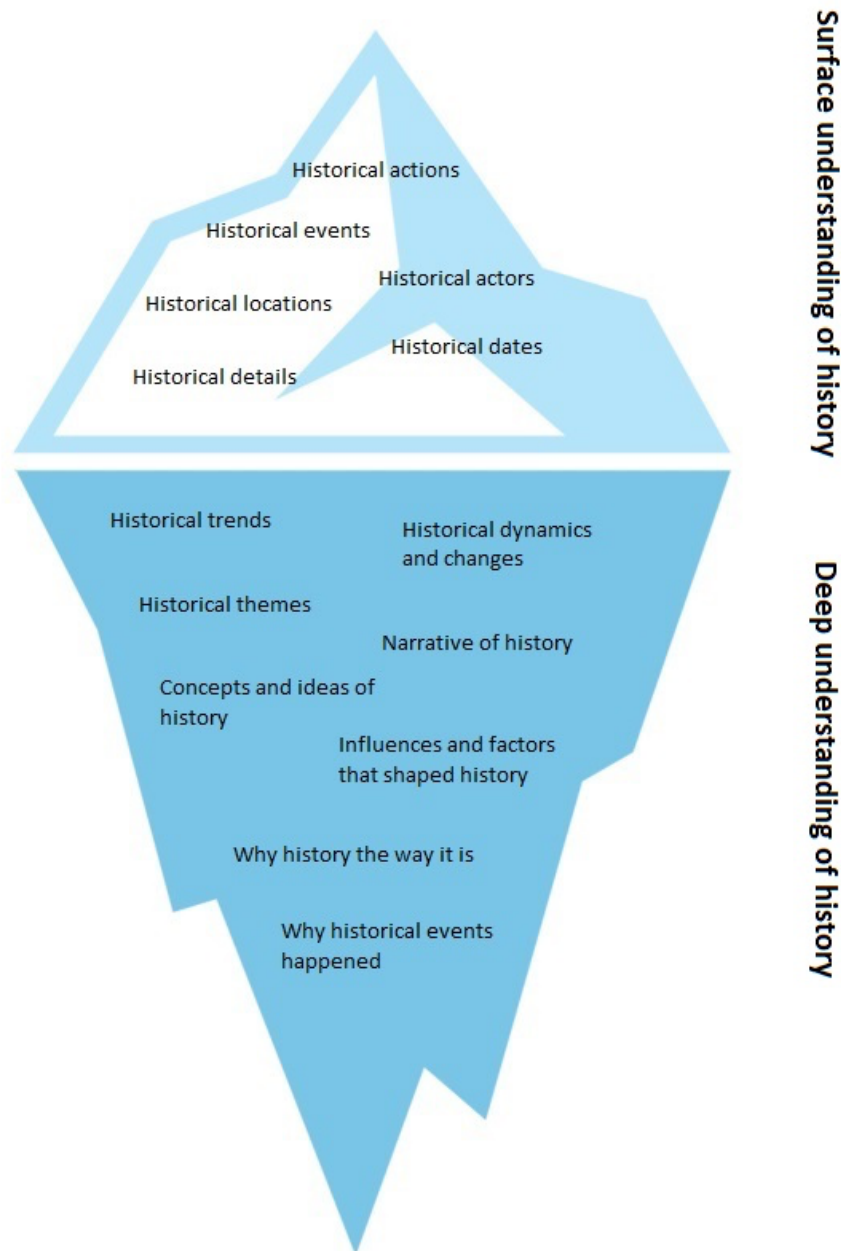 Surface understanding of history
Historical actions
Historical events
Historical actors
Historical locations
Historical dates
Historical details
Deep understanding of history
Historical trends
Historical dynamics
and changes
Historical themes
Narrative of history
Concepts and ideas of
history
Influences and factors
that shaped history
Why history the way it is
Why historical events
happened